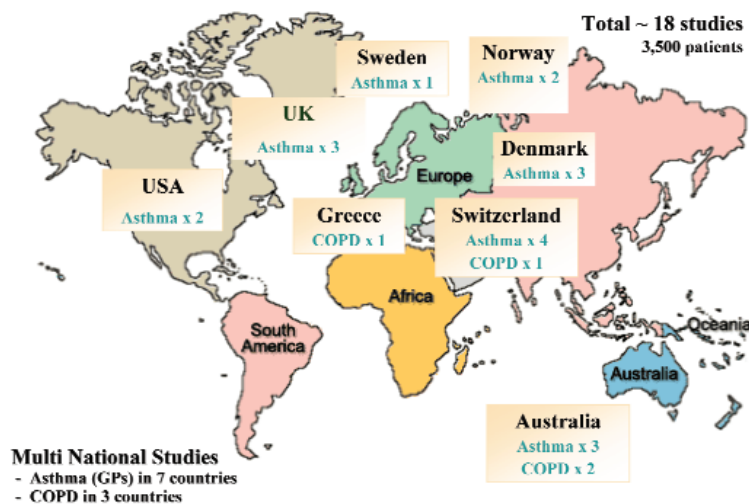 Total ~ 18 studies
3,500 patients
Sweden
Asthma x 1
Norway
Asthma x 2
UK
Asthma x 3
Denmark
Asthma x 3
Europe
USA
Asthma x 2
Greece
COPD x 1
Switzerland
Asthma x 4
COPD x 1
Africa
South
America
Oceania
Australia
Australia
Asthma x 3
COPD x 2
Multi National Studies
- Asthma (GPs) in 7 countries
- COPD in 3 countries